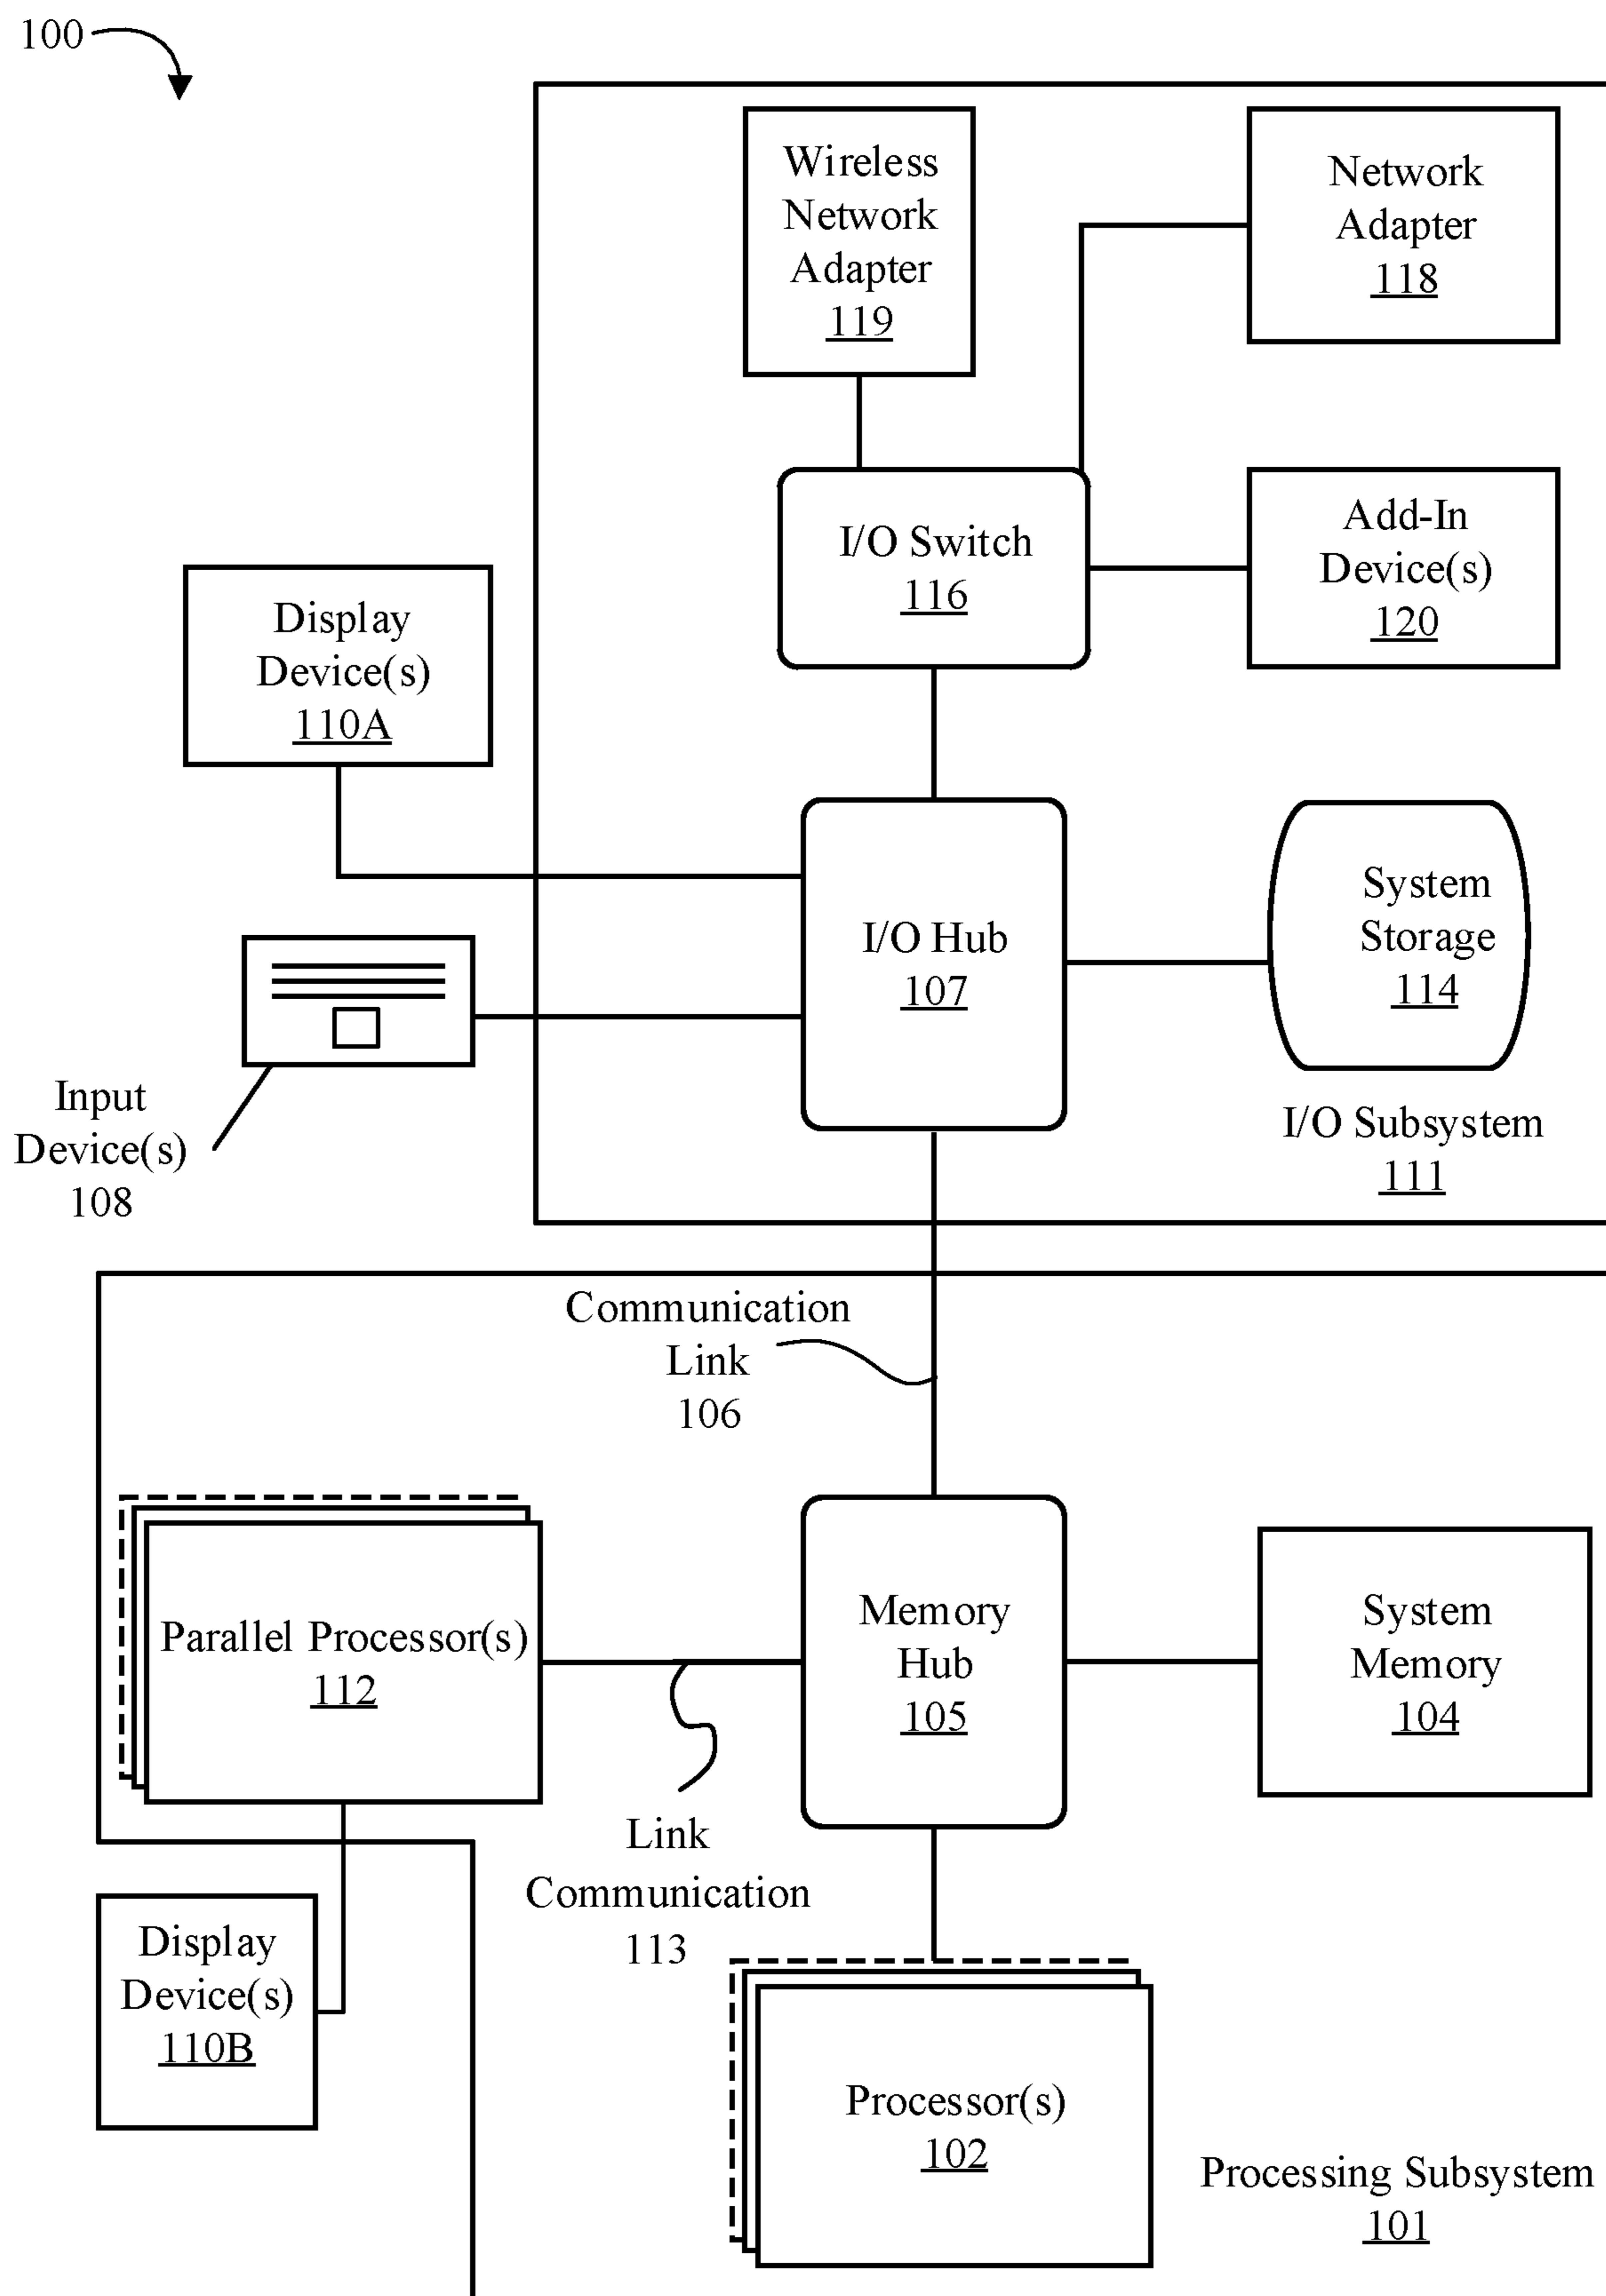 100
Wireless
Network
Adapter
119
Network
Adapter
118
I/O Switch
116
Add-In
Device(s)
120
Display
Device(s)
110A
I/O Hub
107
System
Storage
114
Input
Device(s)
108
I/O Subsystem
111
Communication
Link
106
Parallel Processor(s)
112
Memory
Hub
105
System
Memory
104
Link
Communication
113
Display
Device(s)
110B
Processor(s)
102
Processing Subsystem
101